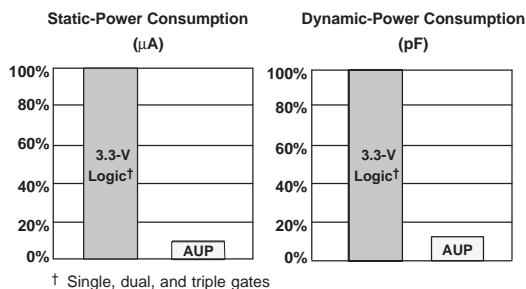 Static-Power Consumption
(µA)
100%
80%
60%
40%
20%
0%
3.3-V
Logic†
AUP
Dynamic-Power Consumption
(pF)
100%
80%
60%
40%
20%
0%
3.3-V
Logic†
AUP
† Single, dual, and triple gates